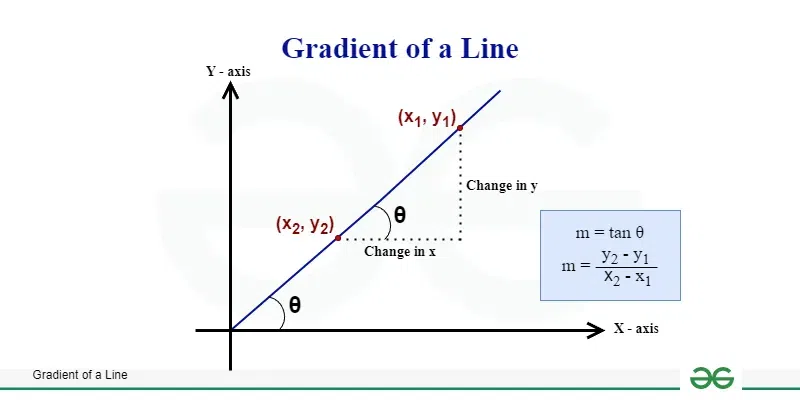 Gradient of a Line
Y - axis
(x₁, y₁)
Change in y
(x₂, y₂)
θ
Change in x
m = tan θ
m = y₂ - y₁
x₂ - x₁
θ
X - axis
Gradient of a Line